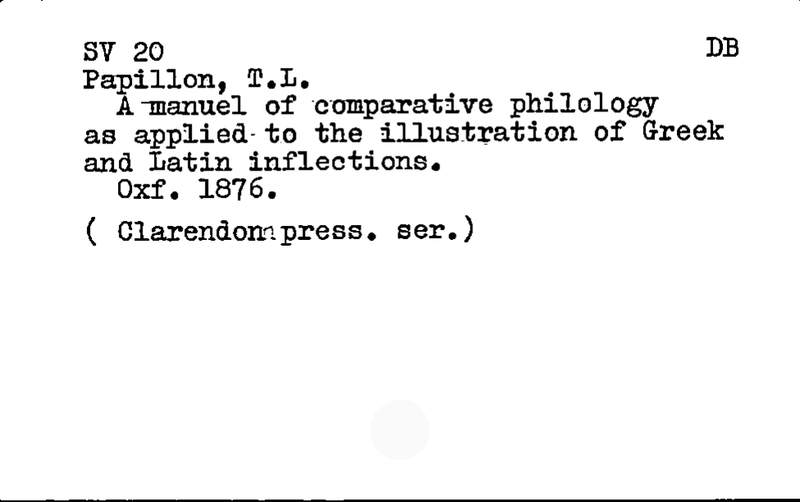 SV 20 DB
Papillon, T.L.
A manuel of comparative philology
as applied to the illustration of Greek
and Latin inflections.
Oxf. 1876.
( Clarendon press. ser.)